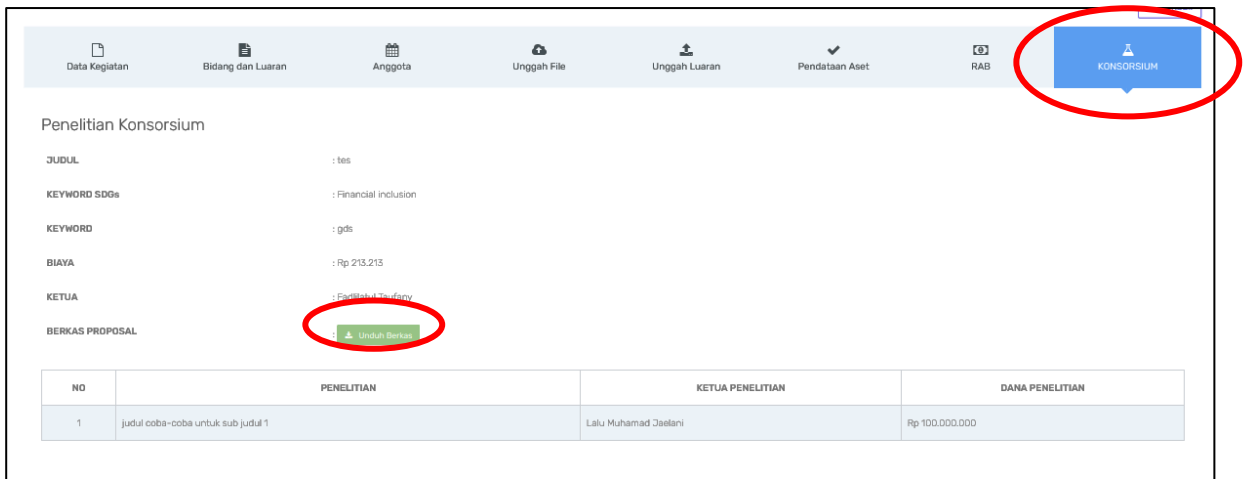 Data Kegiatan Bidang dan Luaran Anggota Unggah File Unggah Luaran Pendataan Aset RAB KONSORSIUM
Penelitian Konsorsium
JUDUL : tes
KEYWORD SDGs : Financial inclusion
KEYWORD : gds
BIAYA : Rp 213.213
KETUA : Fadlilatul Taufany
BERKAS PROPOSAL : Unduh Berkas
NO PENELITIAN KETUA PENELITIAN DANA PENELITIAN
1 judul coba-coba untuk sub judul 1 Lalu Muhamad Jaelani Rp 100.000.000